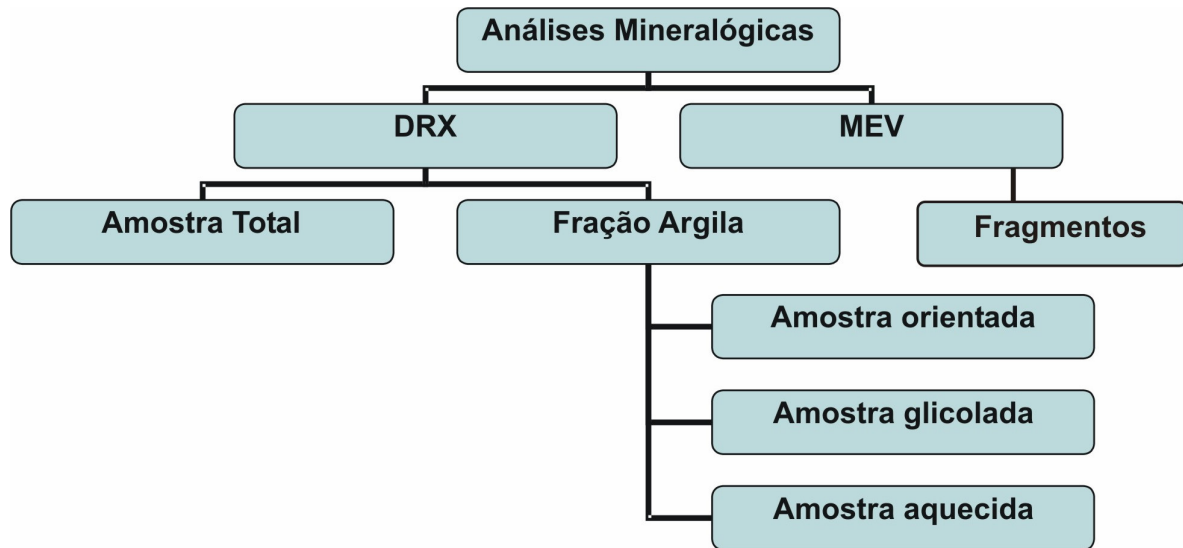 Análises Mineralógicas
DRX
MEV
Amostra Total
Fração Argila
Fragmentos
Amostra orientada
Amostra glicolada
Amostra aquecida